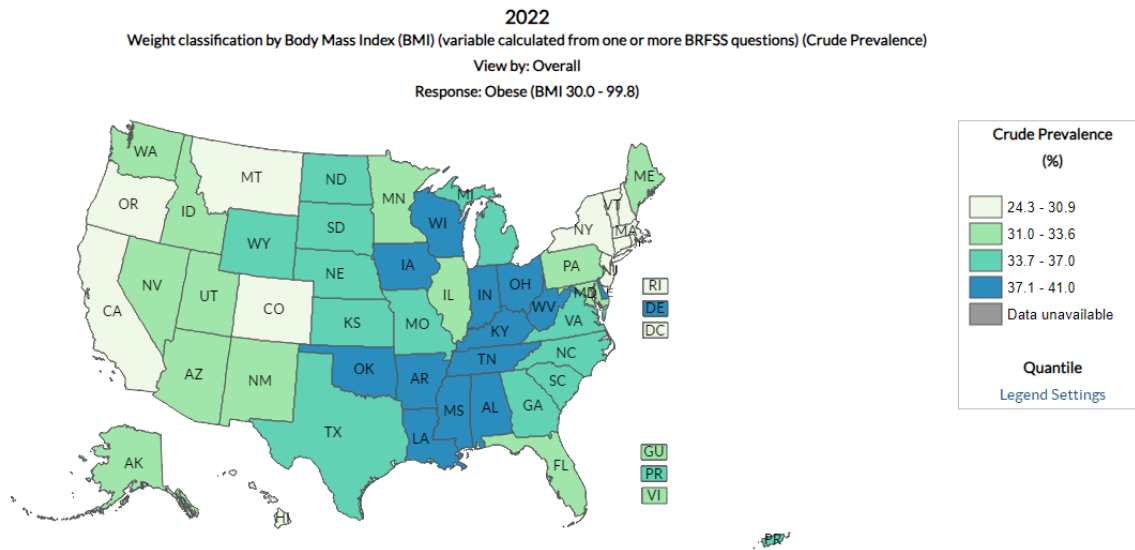 2022
Weight classification by Body Mass Index (BMI) (variable calculated from one or more BRFSS questions) (Crude Prevalence)
View by: Overall
Response: Obese (BMI 30.0 - 99.8)
Crude Prevalence
(%)
24.3 - 30.9
31.0 - 33.6
33.7 - 37.0
37.1 - 41.0
Data unavailable
Quantile
Legend Settings
WA
MT
ND
MN
MI
ME
OR
ID
WY
SD
WI
NY
VT
MA
NV
UT
CO
NE
IA
IL
IN
OH
PA
NJ
MD
CA
KS
MO
KY
WV
VA
RI
DE
DC
AZ
NM
OK
AR
TN
NC
SC
TX
LA
MS
AL
GA
FL
AK
HI
GU
PR
VI
PR